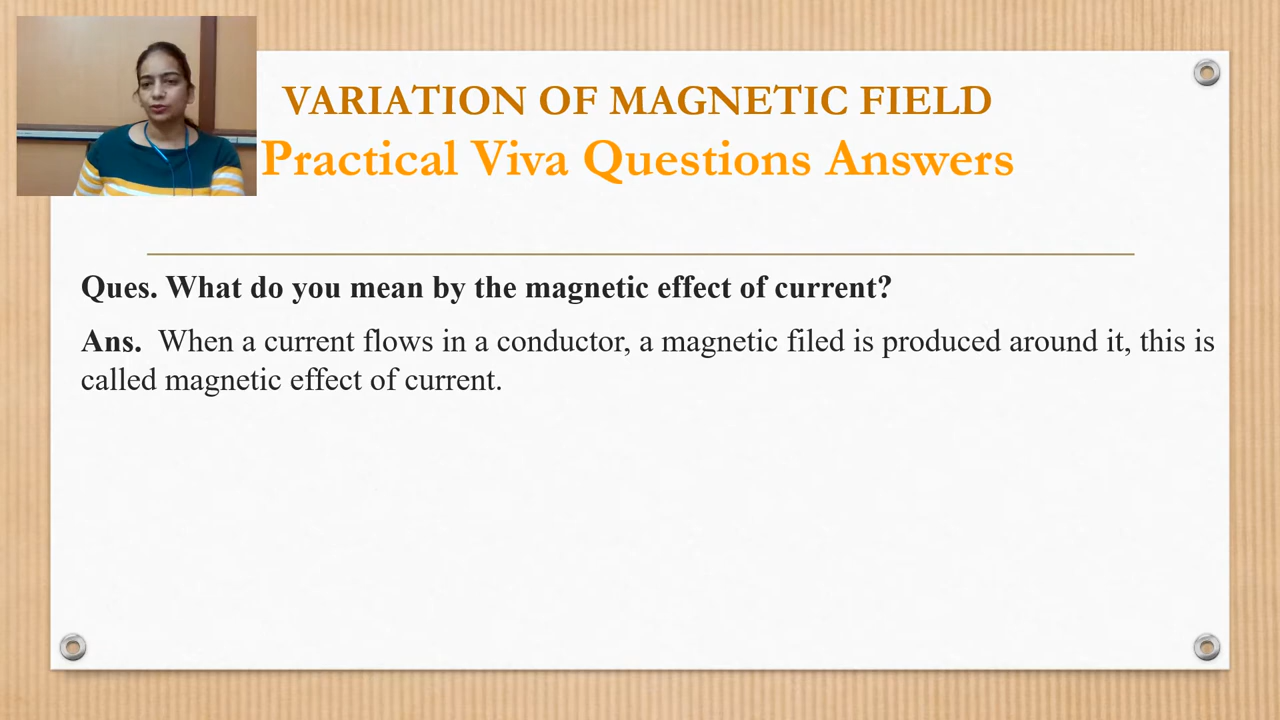 VARIATION OF MAGNETIC FIELD
Practical Viva Questions Answers
Ques. What do you mean by the magnetic effect of current?
Ans. When a current flows in a conductor, a magnetic filed is produced around it, this is
called magnetic effect of current.